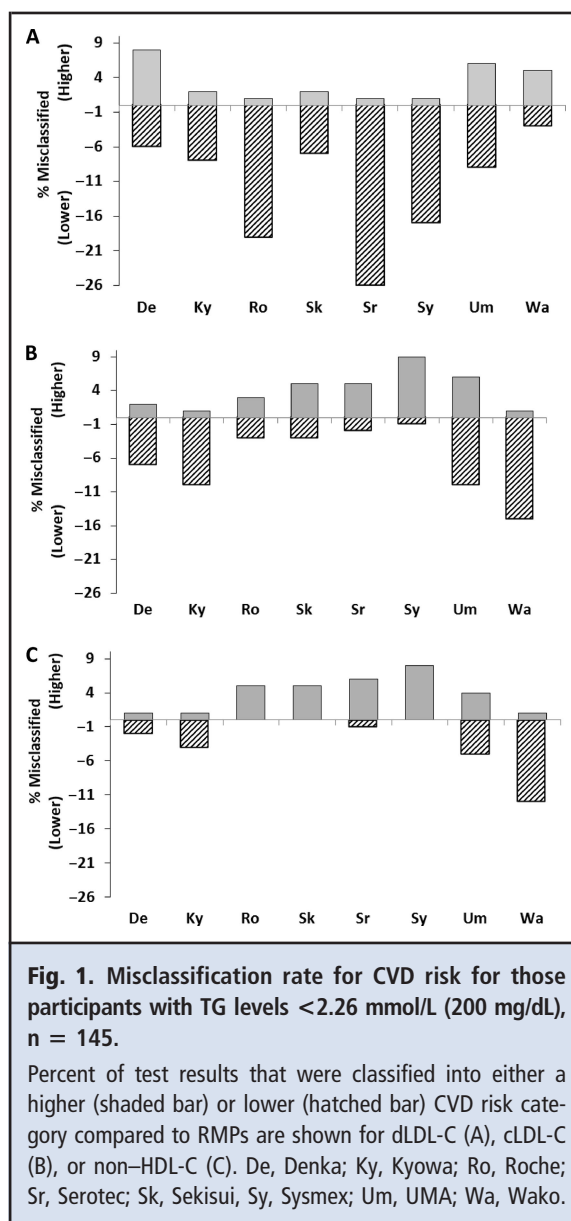 A
% Misclassified
(Lower) (Higher)
9
4
-1
-6
-11
-16
-21
-26
De Ky Ro Sk Sr Sy Um Wa
B
% Misclassified
(Lower) (Higher)
9
4
-1
-6
-11
-16
-21
-26
De Ky Ro Sk Sr Sy Um Wa
C
% Misclassified
(Lower) (Higher)
9
4
-1
-6
-11
-16
-21
-26
De Ky Ro Sk Sr Sy Um Wa
Fig. 1. Misclassification rate for CVD risk for those
participants with TG levels <2.26 mmol/L (200 mg/dL),
n = 145.
Percent of test results that were classified into either a
higher (shaded bar) or lower (hatched bar) CVD risk cate-
gory compared to RMPs are shown for dLDL-C (A), cLDL-C
(B), or non–HDL-C (C). De, Denka; Ky, Kyowa; Ro, Roche;
Sr, Serotec; Sk, Sekisui, Sy, Sysmex; Um, UMA; Wa, Wako.